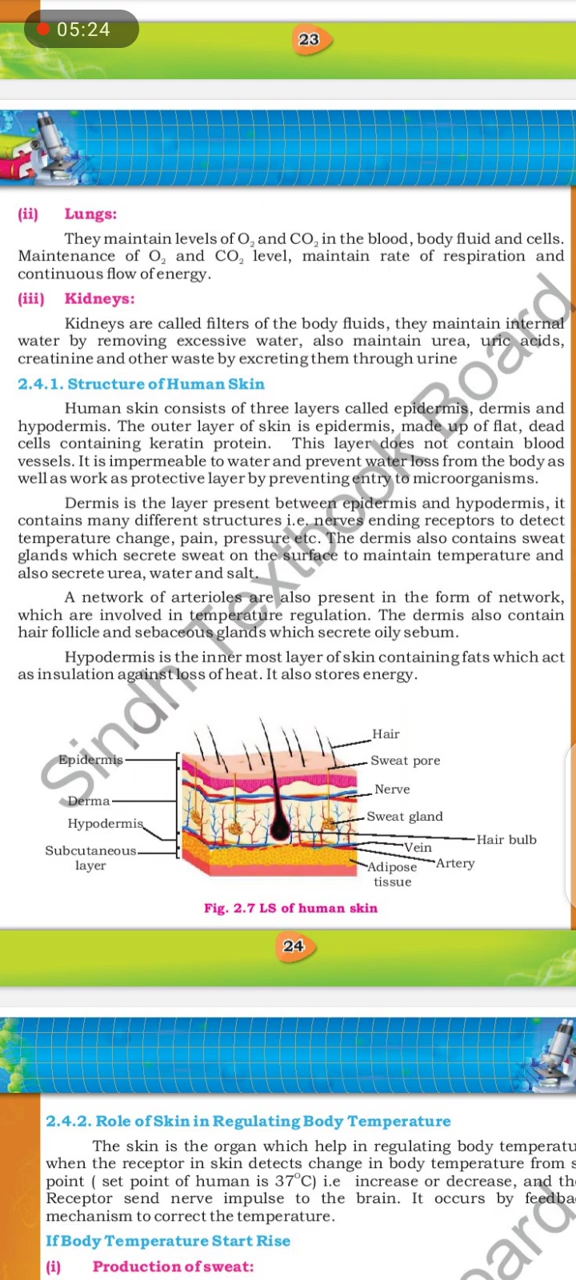 05:24
23
(ii) Lungs:
They maintain levels of O₂ and CO₂ in the blood, body fluid and cells.
Maintenance of O₂ and CO₂ level, maintain rate of respiration and
continuous flow of energy.
(iii) Kidneys:
Kidneys are called filters of the body fluids, they maintain internal
water by removing excessive water, also maintain urea, uric acids,
creatinine and other waste by excreting them through urine
2.4.1. Structure of Human Skin
Human skin consists of three layers called epidermis, dermis and
hypodermis. The outer layer of skin is epidermis, made up of flat, dead
cells containing keratin protein. This layer does not contain blood
vessels. It is impermeable to water and prevent water loss from the body as
well as work as protective layer by preventing entry to microorganisms.
Dermis is the layer present between epidermis and hypodermis, it
contains many different structures i.e. nerves ending receptors to detect
temperature change, pain, pressure etc. The dermis also contains sweat
glands which secrete sweat on the surface to maintain temperature and
also secrete urea, water and salt.
A network of arterioles are also present in the form of network,
which are involved in temperature regulation. The dermis also contain
hair follicle and sebaceous glands which secrete oily sebum.
Hypodermis is the inner most layer of skin containing fats which act
as insulation against loss of heat. It also stores energy.
Sindh Textbook Board
Hair
Epidermis
Sweat pore
Nerve
Derma
Sweat gland
Hypodermis
Hair bulb
Vein
Subcutaneous
layer
Artery
Adipose
tissue
Fig. 2.7 LS of human skin
24
2.4.2. Role of Skin in Regulating Body Temperature
The skin is the organ which help in regulating body temperatu
when the receptor in skin detects change in body temperature from s
point ( set point of human is 37°C) i.e increase or decrease, and th
Receptor send nerve impulse to the brain. It occurs by feedba
mechanism to correct the temperature.
If Body Temperature Start Rise
(i) Production of sweat:
ard